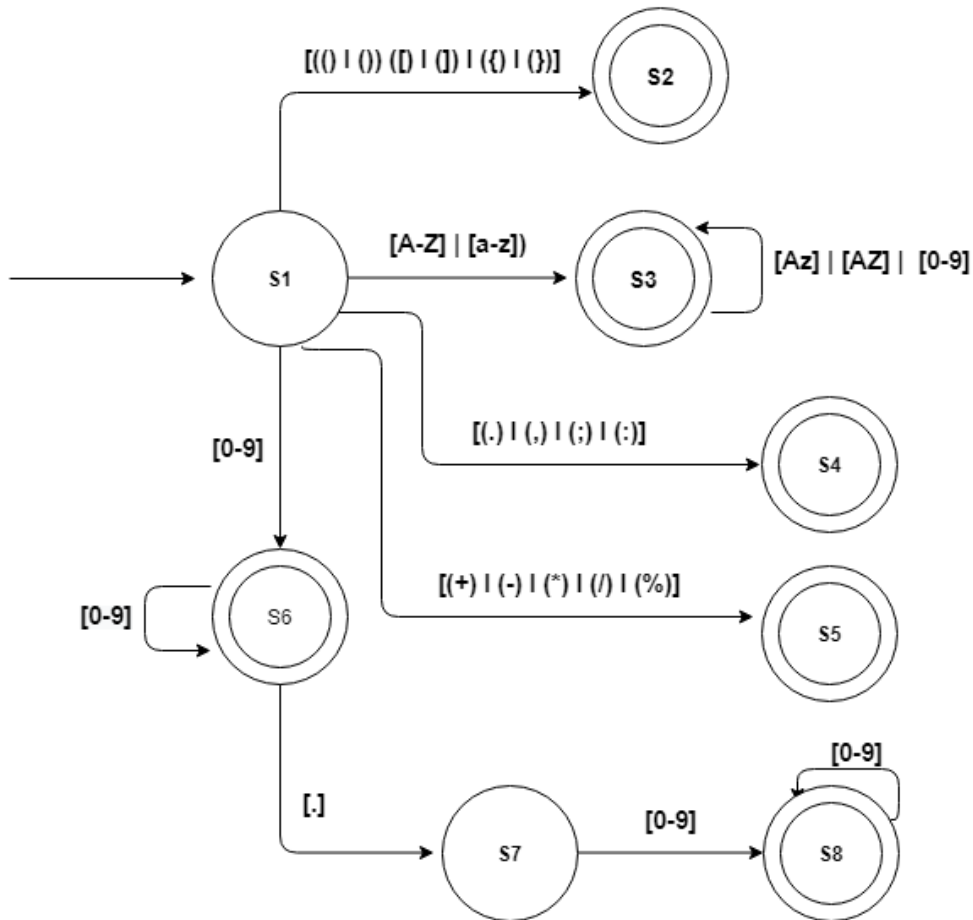 [(() | ()) ([) | (]) | ({) | (})]
S2
[A-Z] | [a-z])
S1
S3
[Az] | [AZ] | [0-9]
[0-9]
[(.) | (,) | (;) | (:)]
S4
[(+) | (-) | (*) | (/) | (%)]
[0-9]
S6
S5
[0-9]
[.]
[0-9]
S7
S8